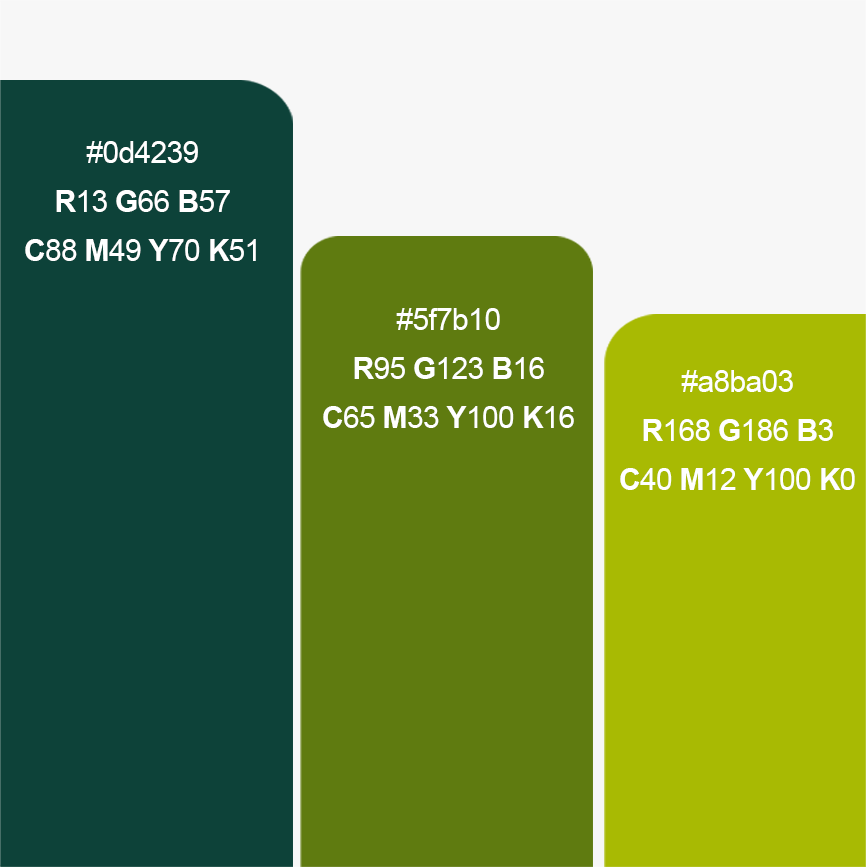 #0d4239
R13 G66 B57
C88 M49 Y70 K51
#5f7b10
R95 G123 B16
C65 M33 Y100 K16
#a8ba03
R168 G186 B3
C40 M12 Y100 K0